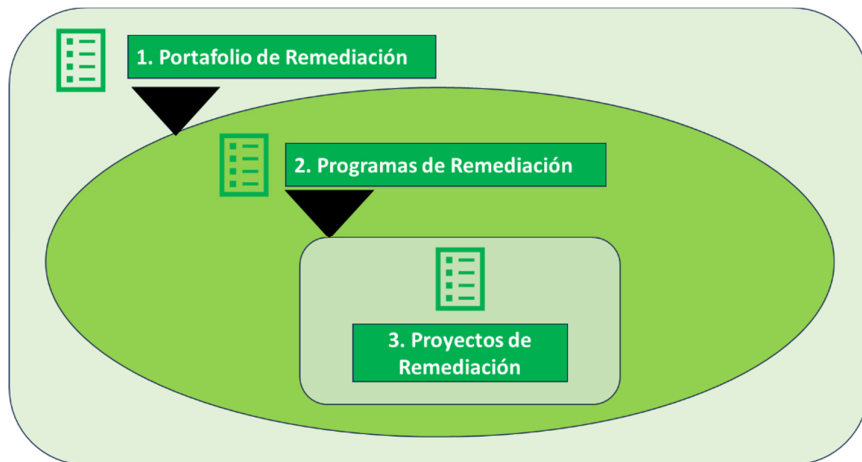 1. Portafolio de Remediación
2. Programas de Remediación
3. Proyectos de
Remediación